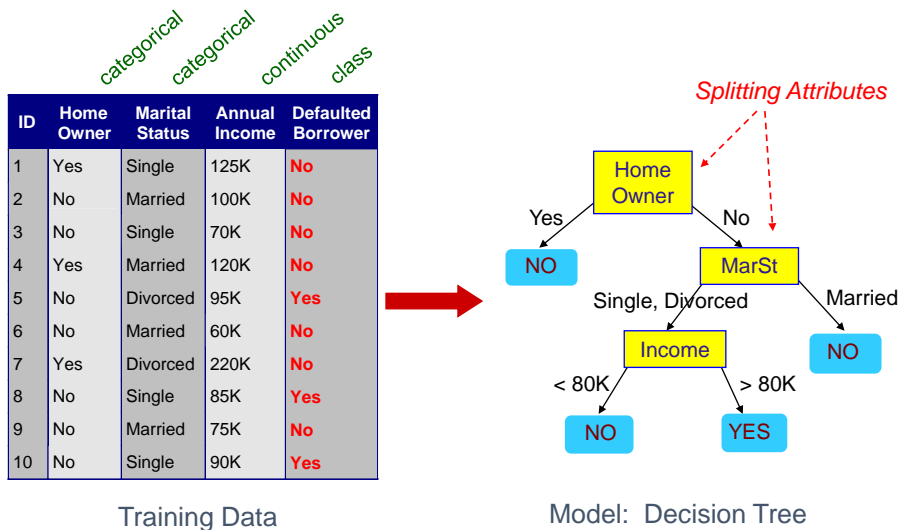 categorical categorical continuous class
ID Home Owner Marital Status Annual Income Defaulted Borrower
1 Yes Single 125K No
2 No Married 100K No
3 No Single 70K No
4 Yes Married 120K No
5 No Divorced 95K Yes
6 No Married 60K No
7 Yes Divorced 220K No
8 No Single 85K Yes
9 No Married 75K No
10 No Single 90K Yes
Training Data
Splitting Attributes
Home
Owner
Yes No
NO MarSt
Single, Divorced Married
Income NO
< 80K > 80K
NO YES
Model: Decision Tree